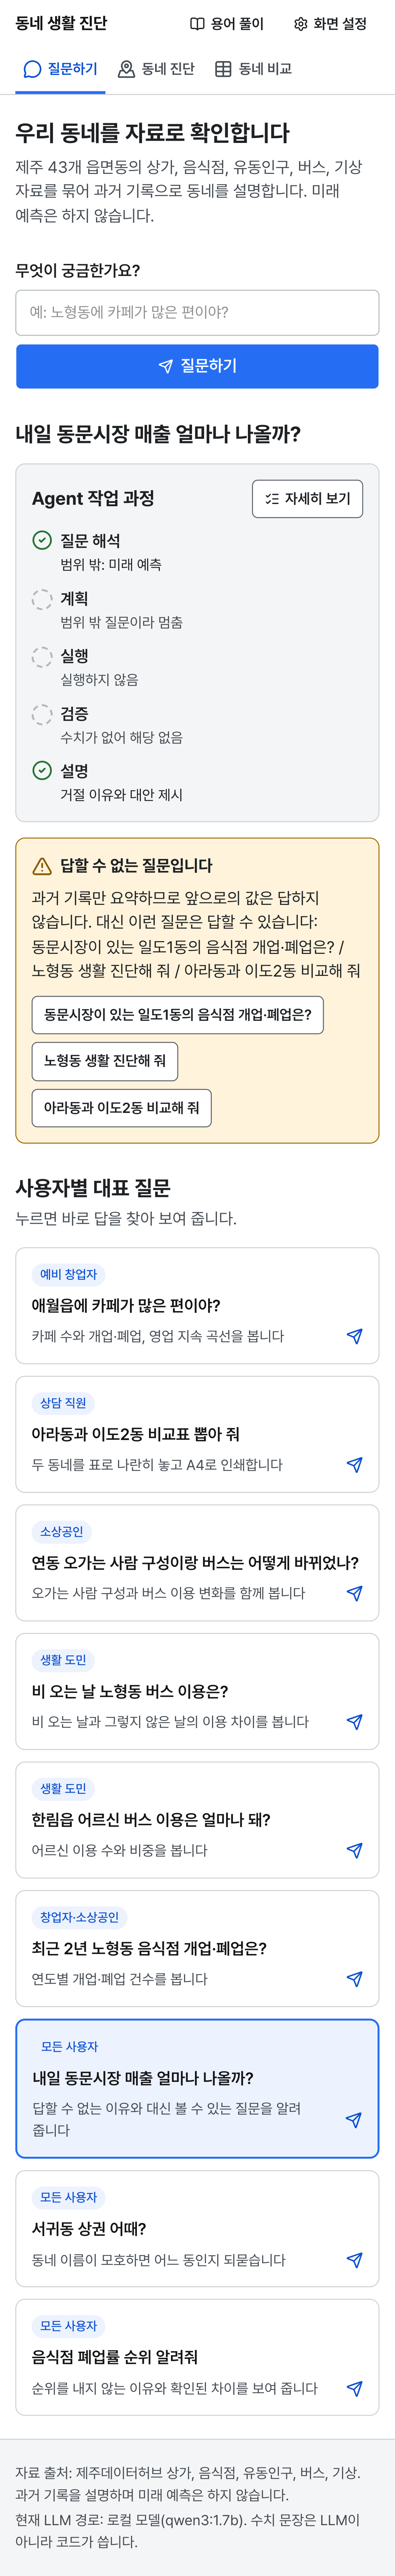 동네 생활 진단
용어 풀이
화면 설정
질문하기
동네 진단
동네 비교
우리 동네를 자료로 확인합니다
제주 43개 읍면동의 상가, 음식점, 유동인구, 버스, 기상
자료를 묶어 과거 기록으로 동네를 설명합니다. 미래
예측은 하지 않습니다.
무엇이 궁금한가요?
예: 노형동에 카페가 많은 편이야?
질문하기
내일 동문시장 매출 얼마나 나올까?
Agent 작업 과정
자세히 보기
질문 해석
범위 밖: 미래 예측
계획
범위 밖 질문이라 멈춤
실행
실행하지 않음
검증
수치가 없어 해당 없음
설명
거절 이유와 대안 제시
답할 수 없는 질문입니다
과거 기록만 요약하므로 앞으로의 값은 답하지
않습니다. 대신 이런 질문은 답할 수 있습니다:
동문시장이 있는 일도1동의 음식점 개업·폐업은? /
노형동 생활 진단해 줘 / 아라동과 이도2동 비교해 줘
동문시장이 있는 일도1동의 음식점 개업·폐업은?
노형동 생활 진단해 줘
아라동과 이도2동 비교해 줘
사용자별 대표 질문
누르면 바로 답을 찾아 보여 줍니다.
예비 창업자
애월읍에 카페가 많은 편이야?
카페 수와 개업·폐업, 영업 지속 곡선을 봅니다
상담 직원
아라동과 이도2동 비교표 뽑아 줘
두 동네를 표로 나란히 놓고 A4로 인쇄합니다
소상공인
연동 오가는 사람 구성이랑 버스는 어떻게 바뀌었나?
오가는 사람 구성과 버스 이용 변화를 함께 봅니다
생활 도민
비 오는 날 노형동 버스 이용은?
비 오는 날과 그렇지 않은 날의 이용 차이를 봅니다
생활 도민
한림읍 어르신 버스 이용은 얼마나 돼?
어르신 이용 수와 비중을 봅니다
창업자·소상공인
최근 2년 노형동 음식점 개업·폐업은?
연도별 개업·폐업 건수를 봅니다
모든 사용자
내일 동문시장 매출 얼마나 나올까?
답할 수 없는 이유와 대신 볼 수 있는 질문을 알려
줍니다
모든 사용자
서귀동 상권 어때?
동네 이름이 모호하면 어느 동인지 되묻습니다
모든 사용자
음식점 폐업률 순위 알려줘
순위를 내지 않는 이유와 확인된 차이를 보여 줍니다
자료 출처: 제주데이터허브 상가, 음식점, 유동인구, 버스, 기상.
과거 기록을 설명하며 미래 예측은 하지 않습니다.
현재 LLM 경로: 로컬 모델(qwen3:1.7b). 수치 문장은 LLM이
아니라 코드가 씁니다.